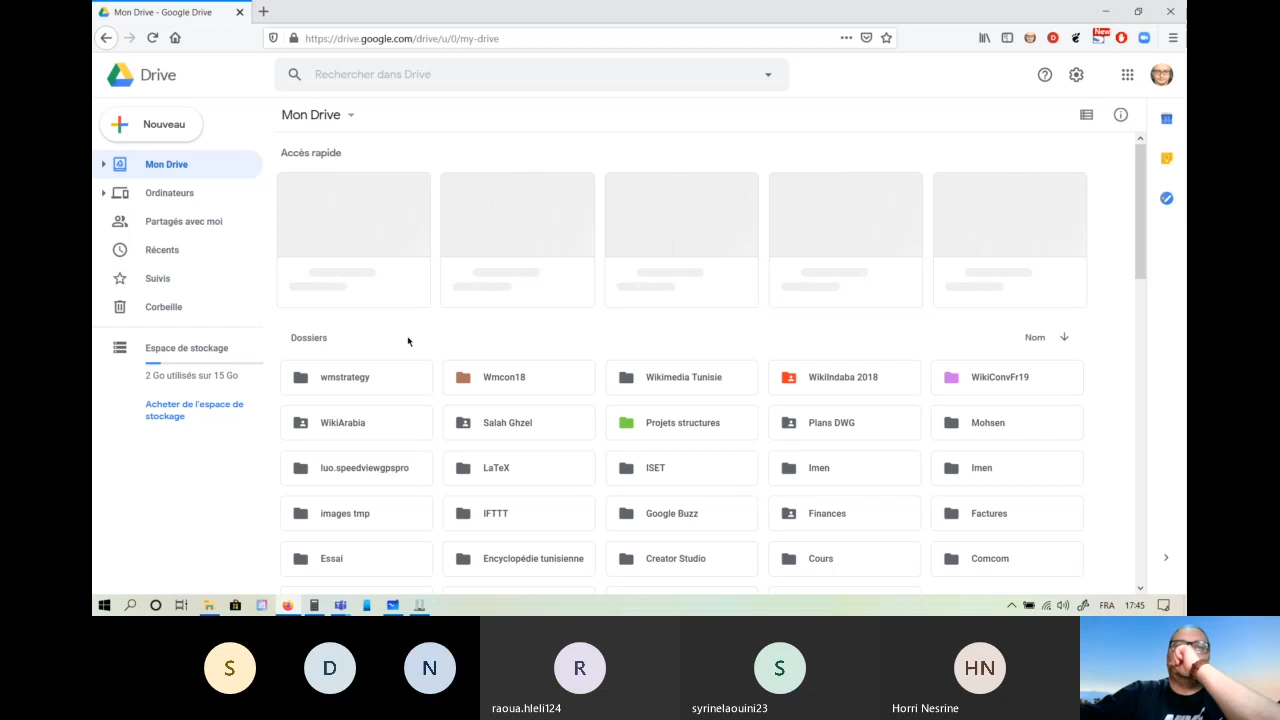 Mon Drive - Google Drive
https://drive.google.com/drive/u/0/my-drive
New
Drive
Rechercher dans Drive
Nouveau
Mon Drive
Accès rapide
Mon Drive
Ordinateurs
Partagés avec moi
Récents
Suivis
Corbeille
Espace de stockage
2 Go utilisés sur 15 Go
Acheter de l'espace de
stockage
Dossiers
Nom
wmstrategy
Wmcon18
Wikimedia Tunisie
WikiIndaba 2018
WikiConvFr19
WikiArabia
Salah Ghzel
Projets structures
Plans DWG
Mohsen
luo.speedviewgpspro
LaTeX
ISET
Imen
Imen
images tmp
IFTTT
Google Buzz
Finances
Factures
Essai
Encyclopédie tunisienne
Creator Studio
Cours
Comcom
FRA
17:45
S
D
N
R
S
HN
raoua.hleli124
syrinelaouini23
Horri Nesrine